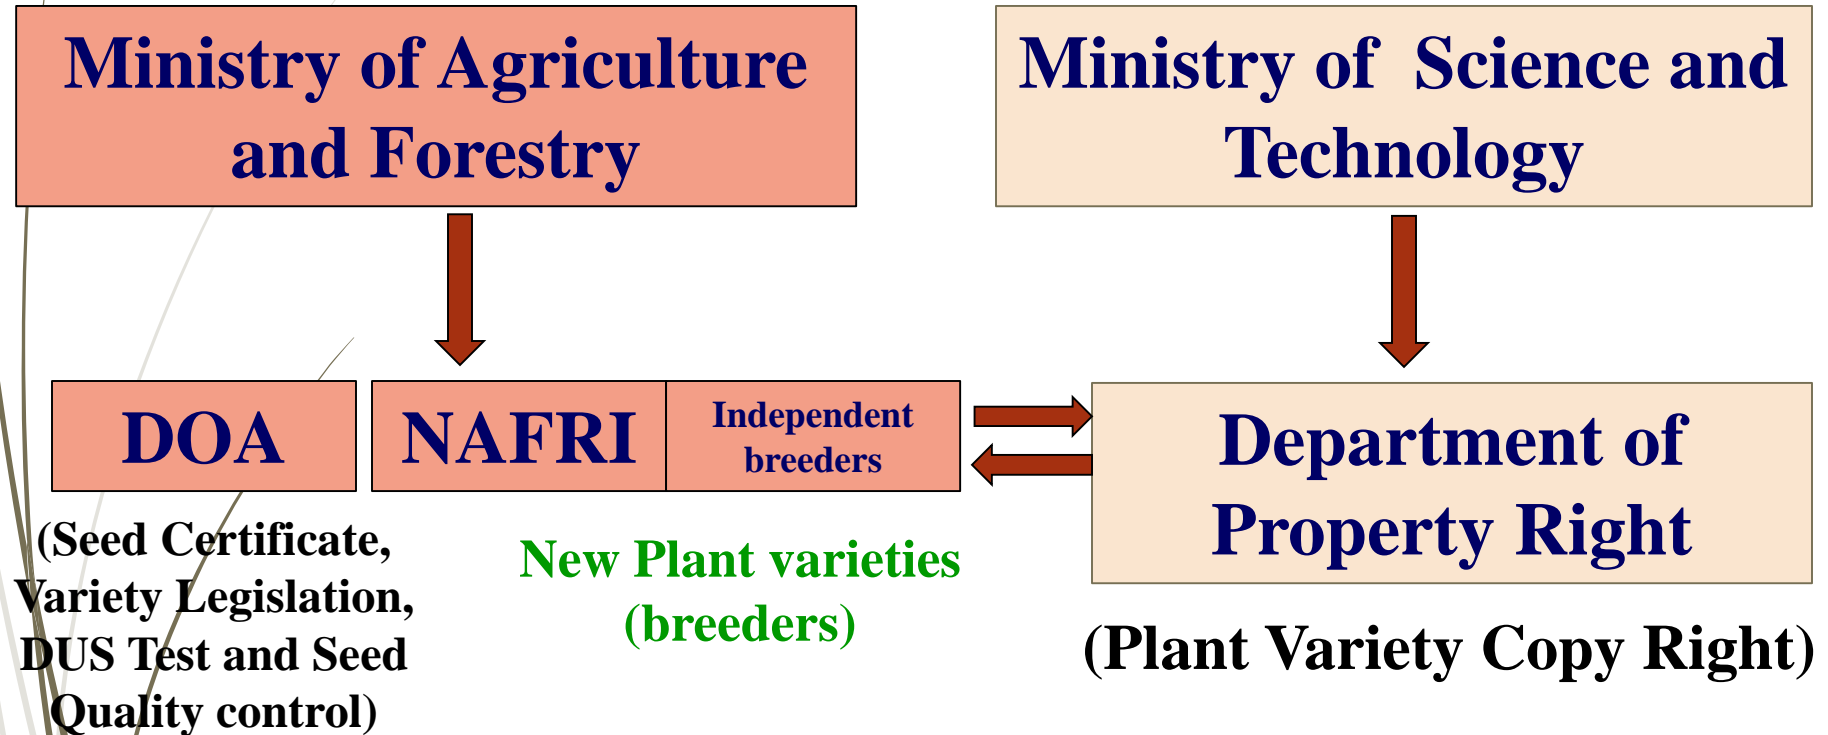 Ministry of Agriculture
and Forestry
Ministry of Science and
Technology
DOA
NAFRI
Independent
breeders
Department of
Property Right
(Seed Certificate,
Variety Legislation,
DUS Test and Seed
Quality control)
New Plant varieties
(breeders)
(Plant Variety Copy Right)